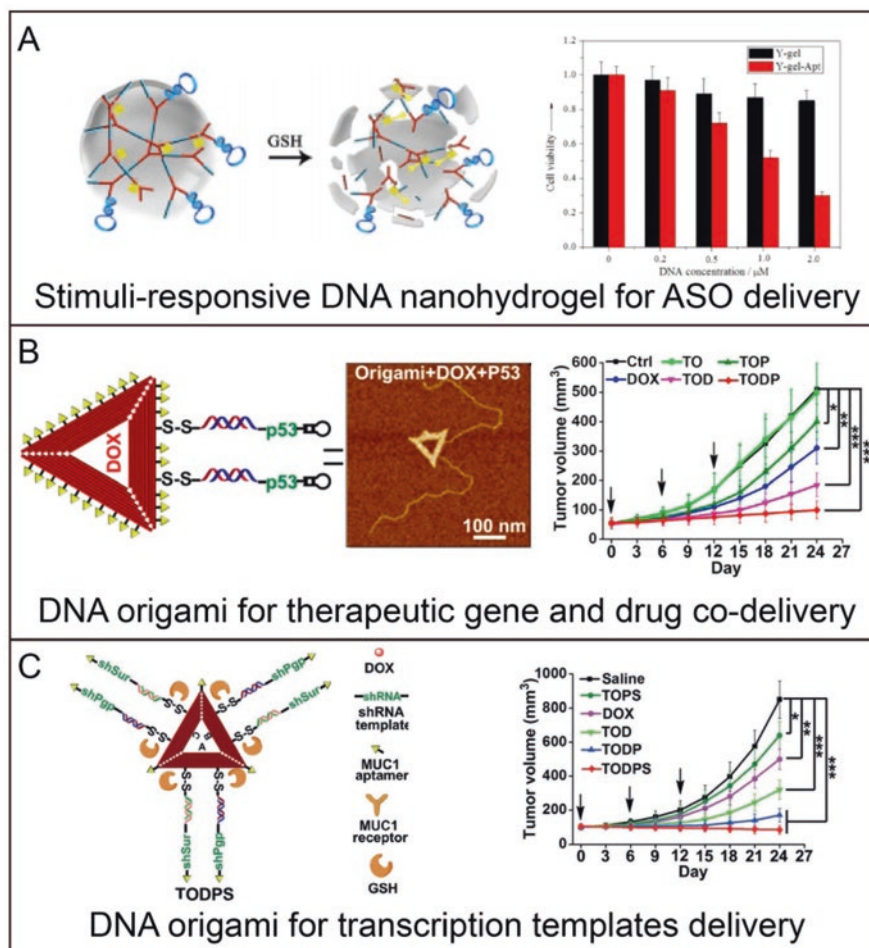 A
GSH
Y-gel
Y-gel-Apt
Cell viability
1.2
1.0
0.8
0.6
0.4
0.2
0.0
0 0.2 0.5 1.0 2.0
DNA concentration / μM
Stimuli-responsive DNA nanohydrogel for ASO delivery
B
DOX
S-S p53
S-S p53
Origami+DOX+P53
100 nm
Ctrl TO TOP
DOX TOD TODP
Tumor volume (mm³)
600
500
400
300
200
100
0
0 3 6 9 12 15 18 21 24 27
Day
*
**
***
***
DNA origami for therapeutic gene and drug co-delivery
C
shSur
shPgp
shPgp
shSur
S-S
S-S
S-S
S-S
S-S
S-S
A B C
shSur
shPgp
TODPS
DOX
shRNA
shRNA
template
MUC1
aptamer
MUC1
receptor
GSH
Saline
TOPS
DOX
TOD
TODP
TODPS
Tumor volume (mm³)
1000
800
600
400
200
0
0 3 6 9 12 15 18 21 24 27
Day
*
**
***
***
DNA origami for transcription templates delivery